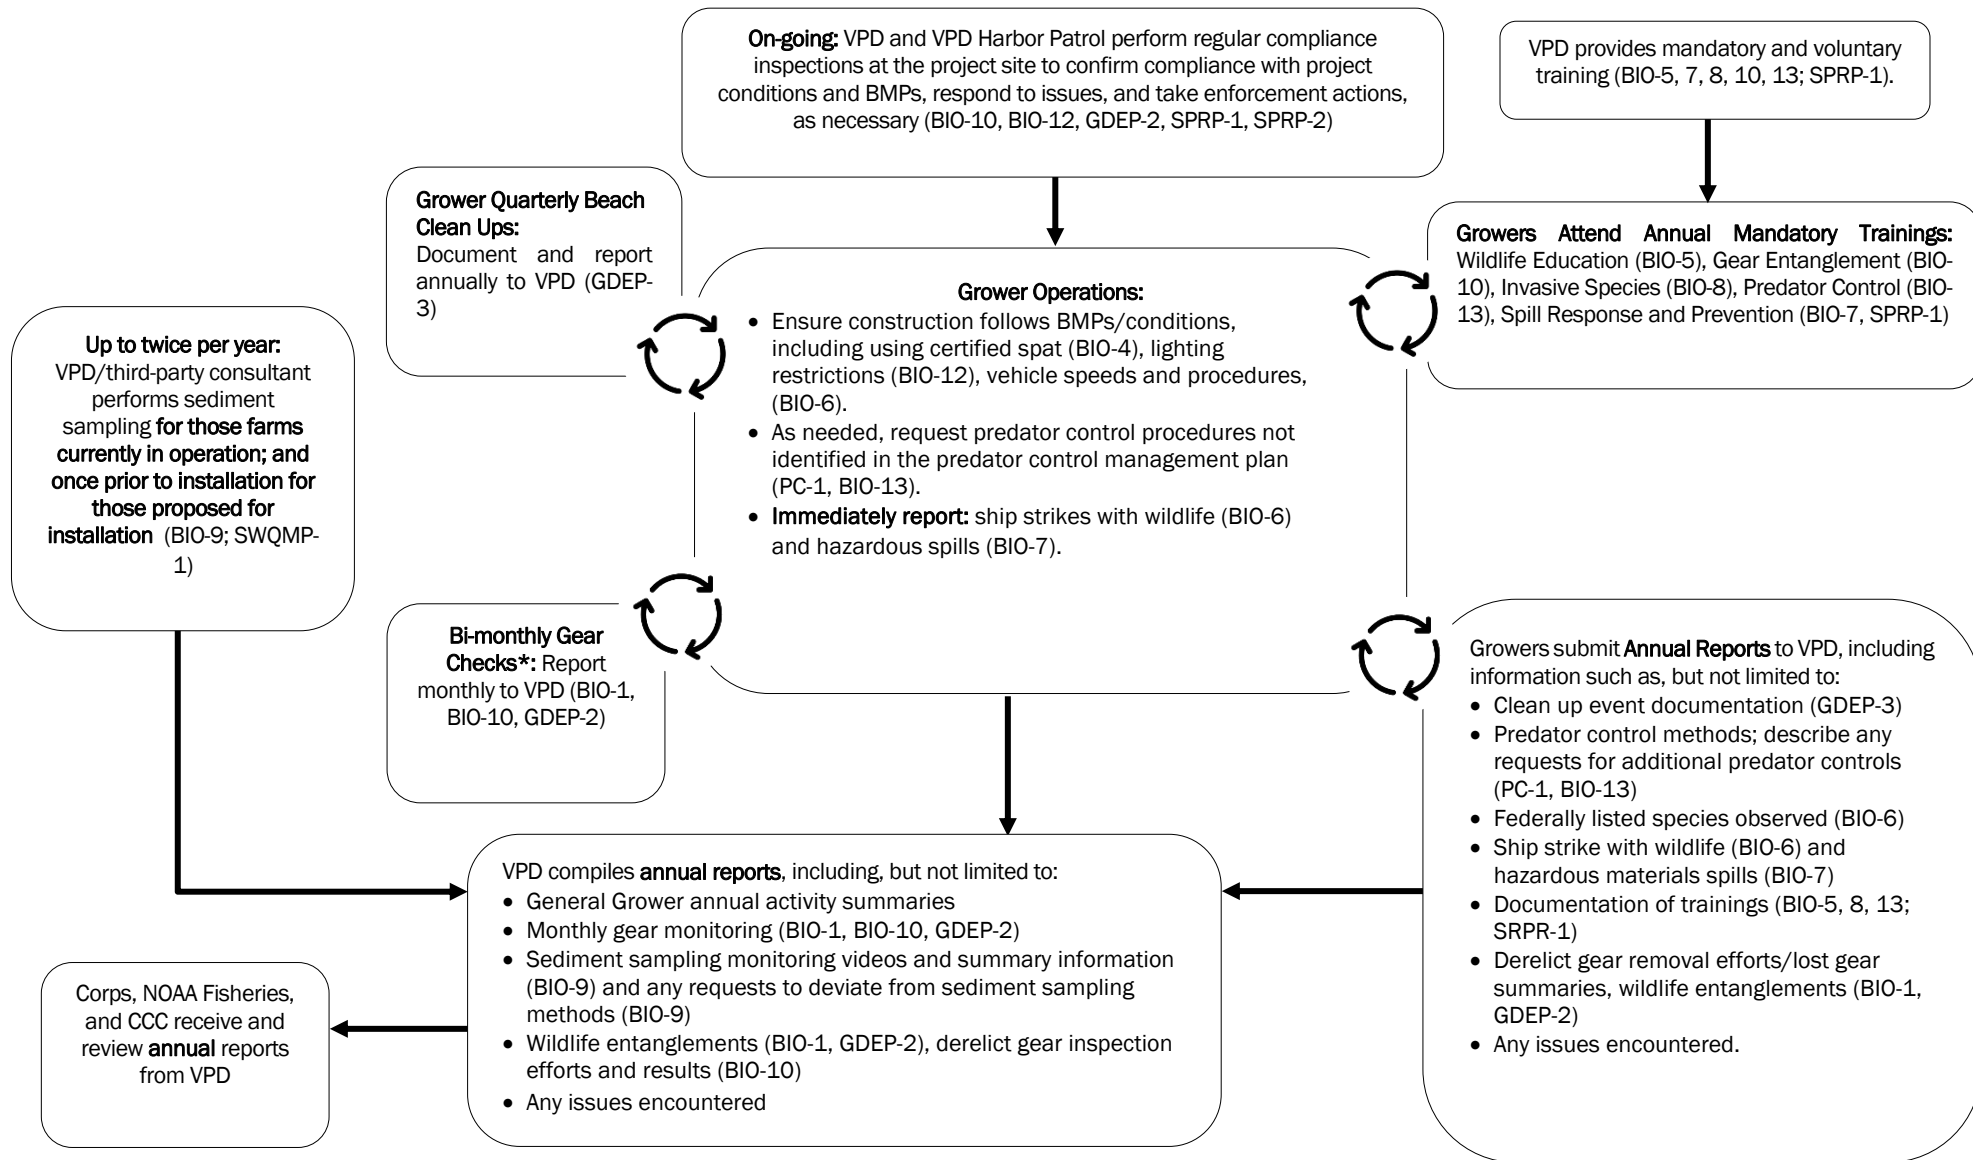 On-going: VPD and VPD Harbor Patrol perform regular compliance
inspections at the project site to confirm compliance with project
conditions and BMPs, respond to issues, and take enforcement actions,
as necessary (BIO-10, BIO-12, GDEP-2, SPRP-1, SPRP-2)
VPD provides mandatory and voluntary
training (BIO-5, 7, 8, 10, 13; SPRP-1).
Grower Quarterly Beach
Clean Ups:
Document and report
annually to VPD (GDEP-
3)
Growers Attend Annual Mandatory Trainings:
Wildlife Education (BIO-5), Gear Entanglement (BIO-
10), Invasive Species (BIO-8), Predator Control (BIO-
13), Spill Response and Prevention (BIO-7, SPRP-1)
Grower Operations:
• Ensure construction follows BMPs/conditions,
including using certified spat (BIO-4), lighting
restrictions (BIO-12), vehicle speeds and procedures,
(BIO-6).
• As needed, request predator control procedures not
identified in the predator control management plan
(PC-1, BIO-13).
• Immediately report: ship strikes with wildlife (BIO-6)
and hazardous spills (BIO-7).
Up to twice per year:
VPD/third-party consultant
performs sediment
sampling for those farms
currently in operation; and
once prior to installation for
those proposed for
installation (BIO-9; SWQMP-
1)
Bi-monthly Gear
Checks*: Report
monthly to VPD (BIO-1,
BIO-10, GDEP-2)
Growers submit Annual Reports to VPD, including
information such as, but not limited to:
• Clean up event documentation (GDEP-3)
• Predator control methods; describe any
requests for additional predator controls
(PC-1, BIO-13)
• Federally listed species observed (BIO-6)
• Ship strike with wildlife (BIO-6) and
hazardous materials spills (BIO-7)
• Documentation of trainings (BIO-5, 8, 13;
SRPR-1)
• Derelict gear removal efforts/lost gear
summaries, wildlife entanglements (BIO-1,
GDEP-2)
• Any issues encountered.
VPD compiles annual reports, including, but not limited to:
• General Grower annual activity summaries
• Monthly gear monitoring (BIO-1, BIO-10, GDEP-2)
• Sediment sampling monitoring videos and summary information
(BIO-9) and any requests to deviate from sediment sampling
methods (BIO-9)
• Wildlife entanglements (BIO-1, GDEP-2), derelict gear inspection
efforts and results (BIO-10)
• Any issues encountered
Corps, NOAA Fisheries,
and CCC receive and
review annual reports
from VPD